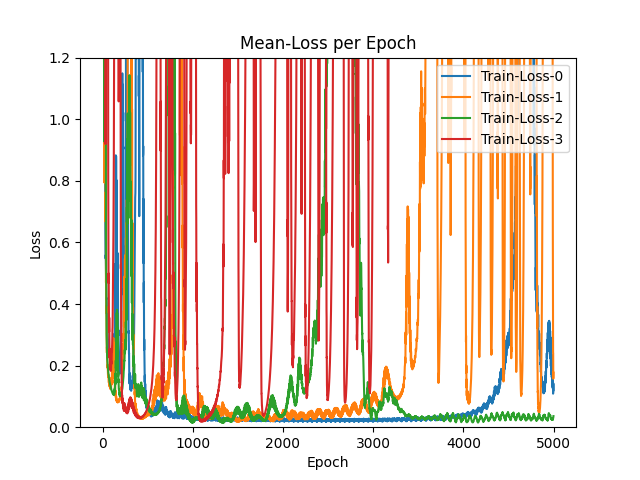 Mean-Loss per Epoch
1.2
1.0
0.8
0.6
0.4
0.2
0.0
Loss
Train-Loss-0
Train-Loss-1
Train-Loss-2
Train-Loss-3
0
1000
2000
3000
4000
5000
Epoch